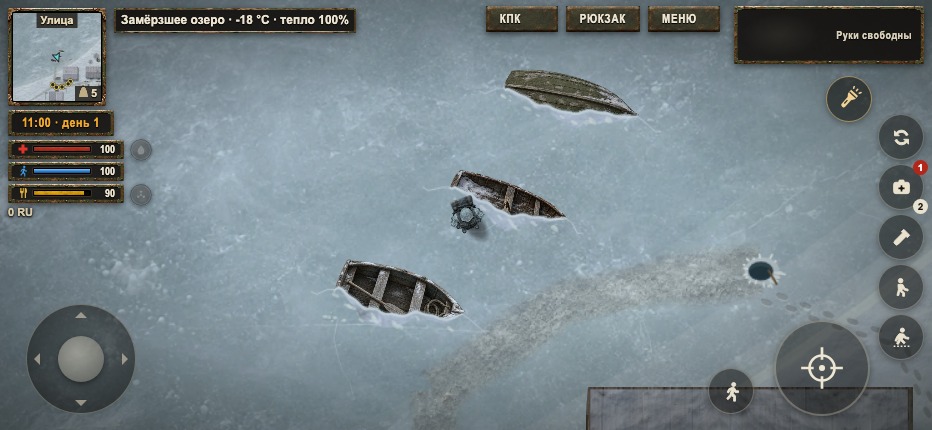 Улица
Замёрзшее озеро · -18 °C · тепло 100%
КПК
РЮКЗАК
МЕНЮ
Руки свободны
5
11:00 · день 1
100
100
90
0 RU
1
2